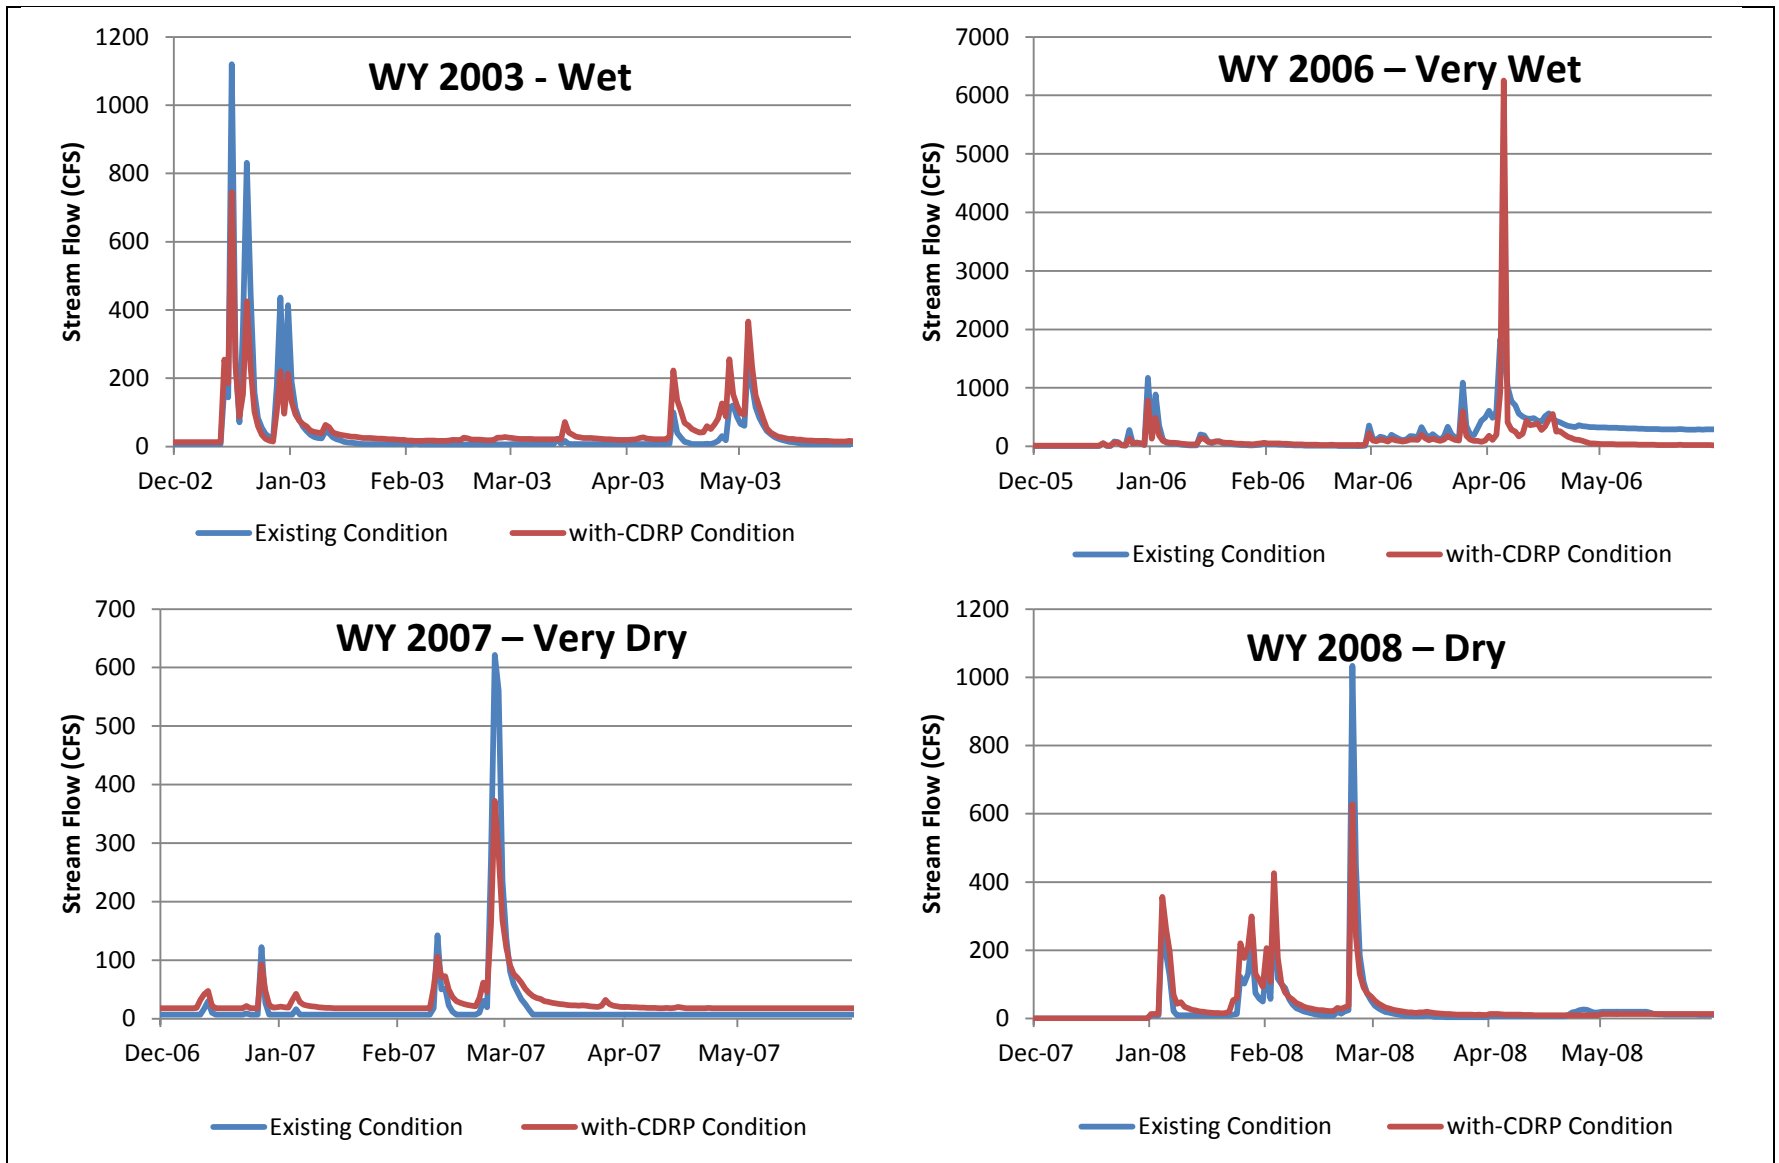 WY 2003 - Wet
Stream Flow (CFS)
1200
1000
800
600
400
200
0
Dec-02 Jan-03 Feb-03 Mar-03 Apr-03 May-03
Existing Condition with-CDRP Condition
WY 2006 – Very Wet
Stream Flow (CFS)
7000
6000
5000
4000
3000
2000
1000
0
Dec-05 Jan-06 Feb-06 Mar-06 Apr-06 May-06
Existing Condition with-CDRP Condition
WY 2007 – Very Dry
Stream Flow (CFS)
700
600
500
400
300
200
100
0
Dec-06 Jan-07 Feb-07 Mar-07 Apr-07 May-07
Existing Condition with-CDRP Condition
WY 2008 – Dry
Stream Flow (CFS)
1200
1000
800
600
400
200
0
Dec-07 Jan-08 Feb-08 Mar-08 Apr-08 May-08
Existing Condition with-CDRP Condition